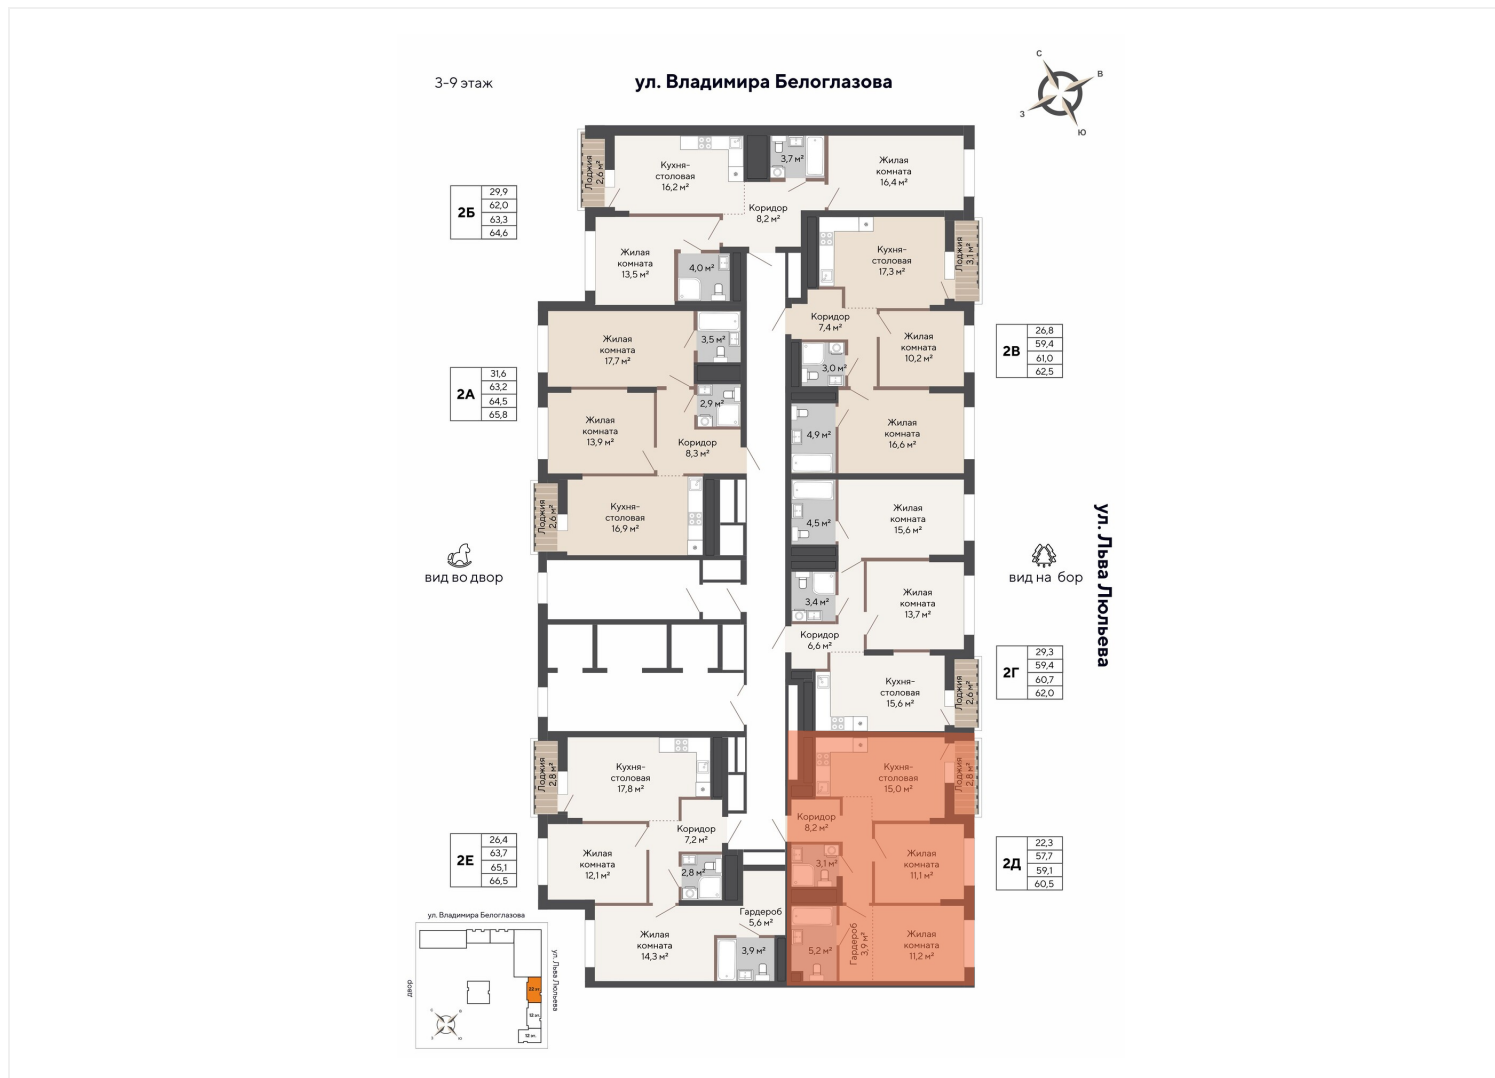 3-9 этаж
ул. Владимира Белоглазова
С
В
З
Ю
Лоджия
2,6 м²
Кухня-
столовая
16,2 м²
3,7 м²
Жилая
комната
16,4 м²
Коридор
8,2 м²
2Б
29,9
62,0
63,3
64,6
Жилая
комната
13,5 м²
4,0 м²
Кухня-
столовая
17,3 м²
Лоджия
3,1 м²
Коридор
7,4 м²
Жилая
комната
10,2 м²
3,0 м²
2В
26,8
59,4
61,0
62,5
Жилая
комната
17,7 м²
3,5 м²
2А
31,6
63,2
64,5
65,8
2,9 м²
Жилая
комната
13,9 м²
Коридор
8,3 м²
4,9 м²
Жилая
комната
16,6 м²
Лоджия
2,6 м²
Кухня-
столовая
16,9 м²
4,5 м²
Жилая
комната
15,6 м²
вид во двор
вид на бор
ул. Льва Люльева
3,4 м²
Жилая
комната
13,7 м²
Коридор
6,6 м²
Кухня-
столовая
15,6 м²
Лоджия
2,6 м²
2Г
29,3
59,4
60,7
62,0
Лоджия
2,8 м²
Кухня-
столовая
17,8 м²
Кухня-
столовая
15,0 м²
Лоджия
2,8 м²
Коридор
7,2 м²
Коридор
8,2 м²
2Е
26,4
63,7
65,1
66,5
Жилая
комната
12,1 м²
2,8 м²
3,1 м²
Жилая
комната
11,1 м²
2Д
22,3
57,7
59,1
60,5
Гардероб
5,6 м²
Жилая
комната
14,3 м²
3,9 м²
5,2 м²
Гардероб
3,9 м²
Жилая
комната
11,2 м²
ул. Владимира Белоглазова
двор
ул. Льва Люльева
22 эт.
12 эт.
12 эт.
С
В
З
Ю